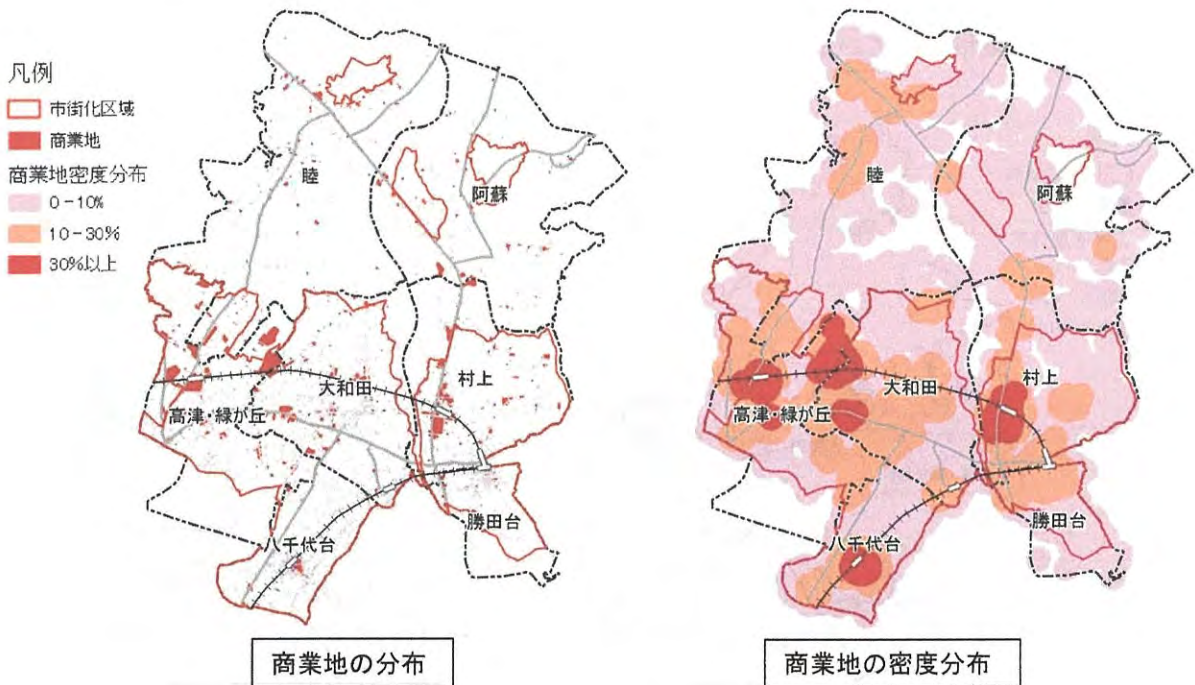 凡例
市街化区域
商業地
商業地密度分布
0-10%
10-30%
30%以上
睦
阿蘇
大和田
村上
高津・緑が丘
勝田台
八千代台
商業地の分布
睦
阿蘇
大和田
村上
高津・緑が丘
勝田台
八千代台
商業地の密度分布